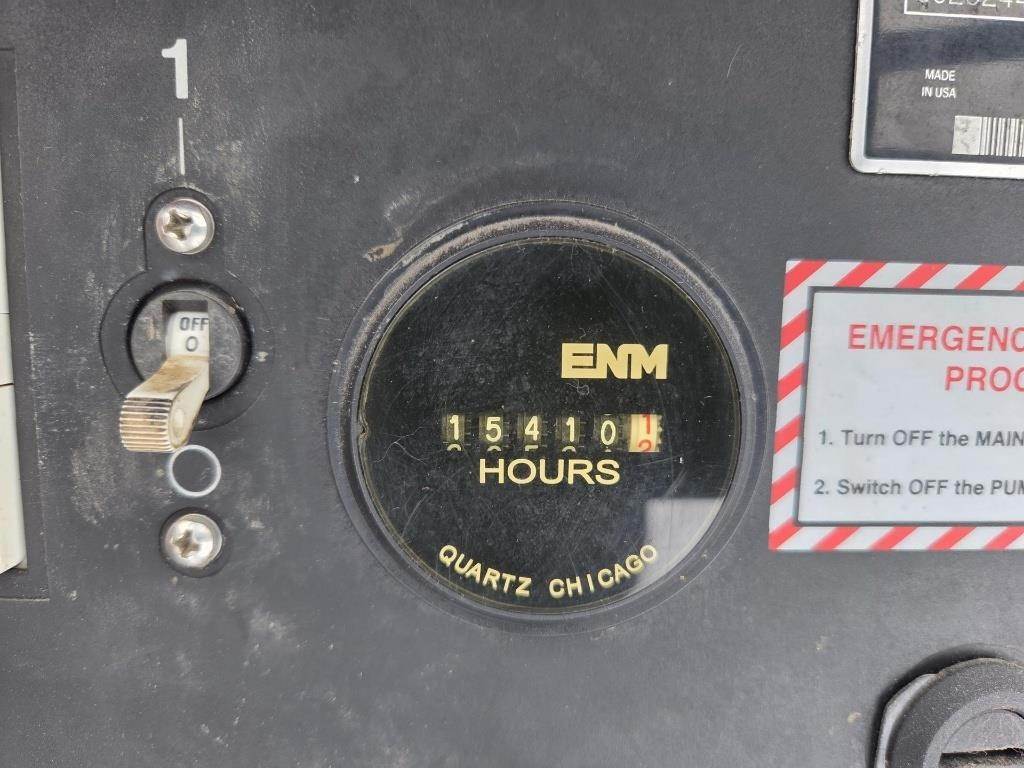 1
OFF
O
MADE
IN USA
ENM
15410 1
HOURS
QUARTZ CHICAGO
EMERGENC
PROC
1. Turn OFF the MAIN
2. Switch OFF the PUM